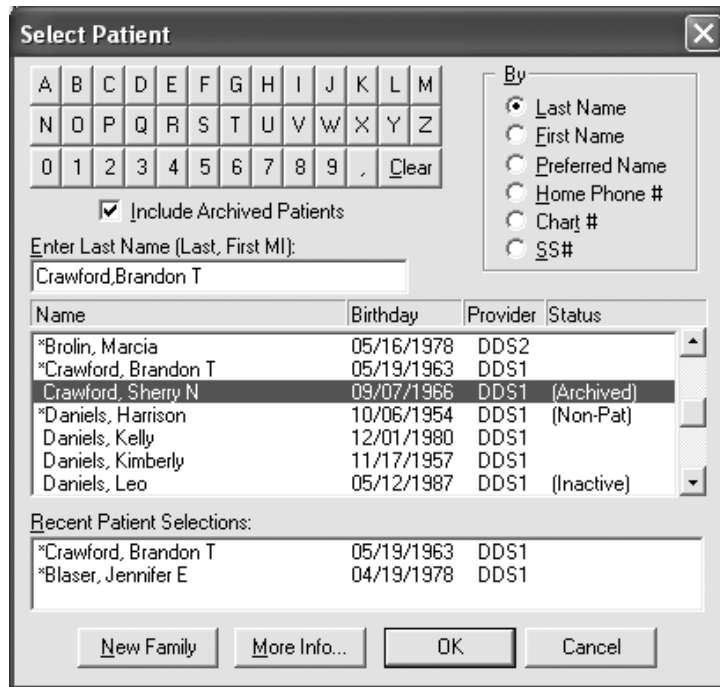 Select Patient
A B C D E F G H I J K L M
N O P Q R S T U V W X Y Z
0 1 2 3 4 5 6 7 8 9 , Clear
Include Archived Patients
By
Last Name
First Name
Preferred Name
Home Phone #
Chart #
SS#
Enter Last Name (Last, First MI):
Crawford,Brandon T
Name Birthday Provider Status
*Brolin, Marcia 05/16/1978 DDS2
*Crawford, Brandon T 05/19/1963 DDS1
Crawford, Sherry N 09/07/1966 DDS1 (Archived)
*Daniels, Harrison 10/06/1954 DDS1 (Non-Pat)
Daniels, Kelly 12/01/1980 DDS1
Daniels, Kimberly 11/17/1957 DDS1
Daniels, Leo 05/12/1987 DDS1 (Inactive)
Recent Patient Selections:
*Crawford, Brandon T 05/19/1963 DDS1
*Blaser, Jennifer E 04/19/1978 DDS1
New Family More Info... OK Cancel